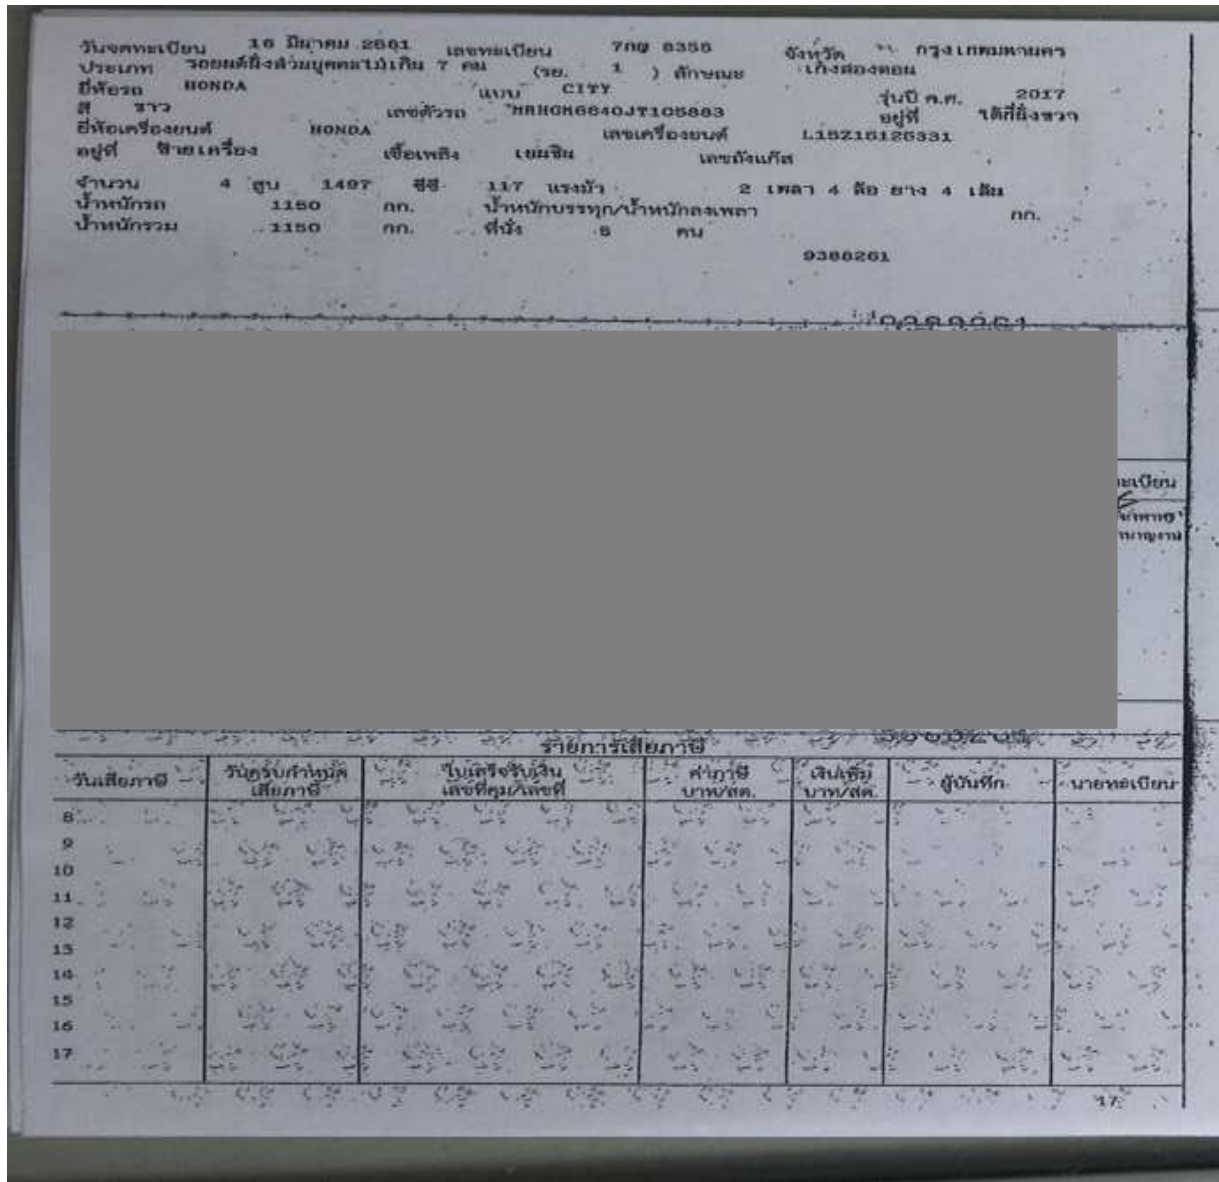 วันจดทะเบียน 16 มีนาคม 2561 เลขทะเบียน 7กญ 8358 จังหวัด กรุงเทพมหานคร
ประเภท รถยนต์นั่งส่วนบุคคลไม่เกิน 7 คน (รย. 1 ) ลักษณะ เก๋งสองตอน
ยี่ห้อรถ HONDA แบบ CITY รุ่นปี ค.ศ. 2017
สี ขาว เลขตัวรถ MRHGM6640JT105883 อยู่ที่ ใต้ที่นั่งขวา
ยี่ห้อเครื่องยนต์ HONDA เลขเครื่องยนต์ L15Z15126331
อยู่ที่ ซ้ายเครื่อง เชื้อเพลิง เบนซิน เลขถังแก๊ส
จำนวน 4 สูบ 1497 ซีซี 117 แรงม้า 2 เพลา 4 ล้อ ยาง 4 เส้น
น้ำหนักรถ 1150 กก. น้ำหนักบรรทุก/น้ำหนักลงเพลา กก.
น้ำหนักรวม 1150 กก. ที่นั่ง 5 คน
9388261
ทะเบียน
รายการเสียภาษี
วันเสียภาษี วันครบกำหนดเสียภาษี ใบเสร็จรับเงิน เลขที่คุม/เลขที่ ค่าภาษี บาท/สต. เงินเพิ่ม บาท/สต. ผู้บันทึก นายทะเบียน
8
9
10
11
12
13
14
15
16
17
17